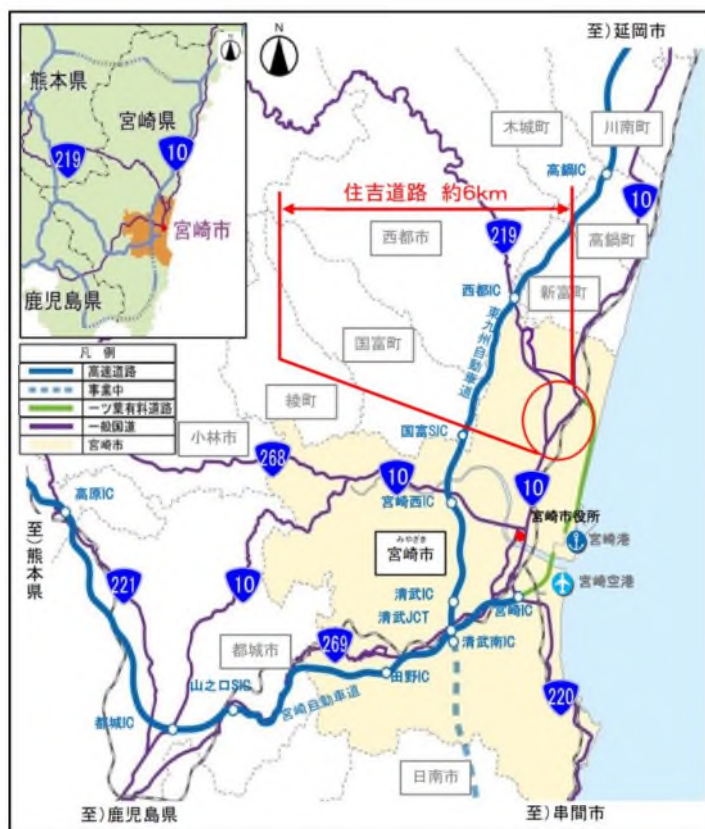 至)延岡市
N
N
熊本県
宮崎県
219
10
宮崎市
鹿児島県
木城町
川南町
高鍋IC
住吉道路 約6km
10
西都市
219
高鍋町
西都IC
新富町
東九州自動車道
国富町
凡 例
高速道路
事業中
一ツ葉有料道路
一般国道
宮崎市
綾町
小林市
国富SIC
268
10
宮崎西IC
10
高原IC
宮崎市役所
みやざき
宮崎市
宮崎港
至)熊本県
221
10
清武IC
宮崎空港
宮崎IC
清武JCT
清武南IC
都城市
269
山之口SIC
田野IC
220
宮崎自動車道
都城IC
日南市
至)鹿児島県
至)串間市